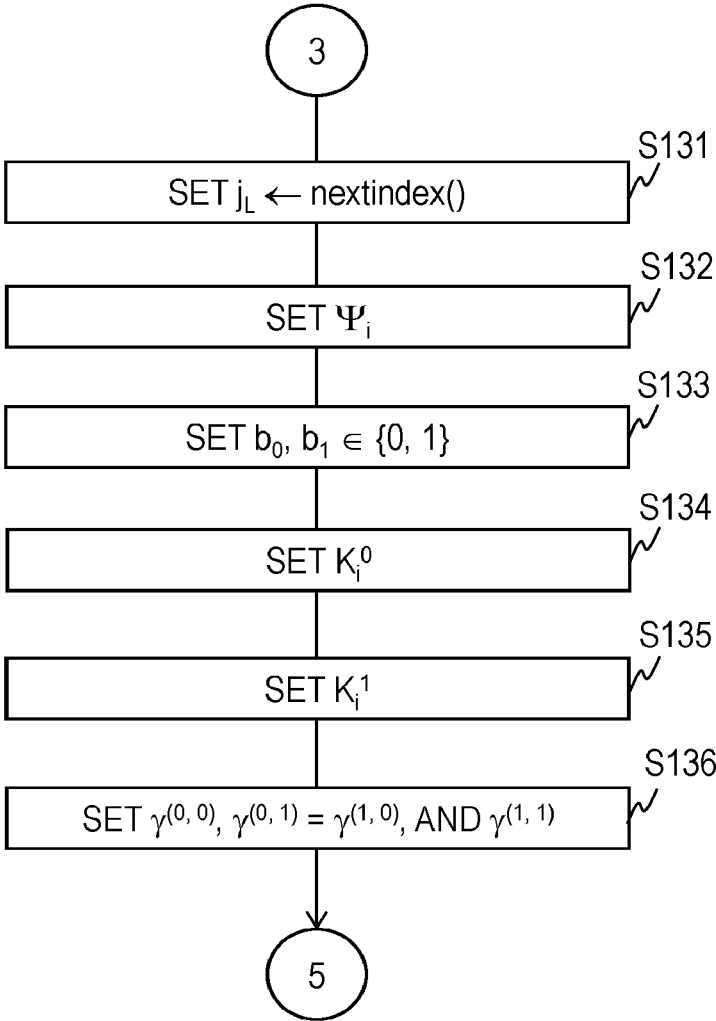 3
S131
SET j_L ← nextindex()
S132
SET Ψ_i
S133
SET b_0, b_1 ∈ {0, 1}
S134
SET K_i^0
S135
SET K_i^1
S136
SET γ^(0, 0), γ^(0, 1) = γ^(1, 0), AND γ^(1, 1)
5